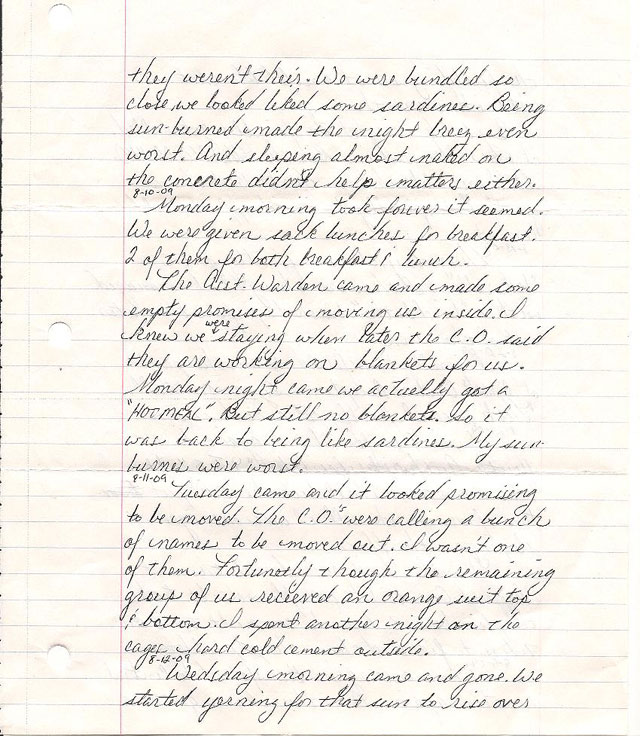 they weren't their. We were bundled so
close, we looked liked some sardines. Being
sun-burned made the night breez even
worst. And sleeping almost naked on
the concrete didn't help matters either.
8-10-09
Monday morning took forever it seemed.
We were given sack lunches for breakfast.
2 of them for both breakfast & lunch.
The Asst. Warden came and made some
empty promises of moving us inside. I
knew we were staying when later the C.O. said
they are working on blankets for us.
Monday night came we actually got a
"HOT MEAL". But still no blankets. So it
was back to being like sardines. My sun-
burnes were worst.
8-11-09
Tuesday came and it looked promising
to be moved. The C.O.'s were calling a bunch
of names to be moved out. I wasn't one
of them. Fortunatly though the remaining
group of us recieved an orange suit top
& bottom. I spent another night on the
cages hard cold cement outside.
8-12-09
Wedsday morning came and gone. We
started yerning for that sun to rise over